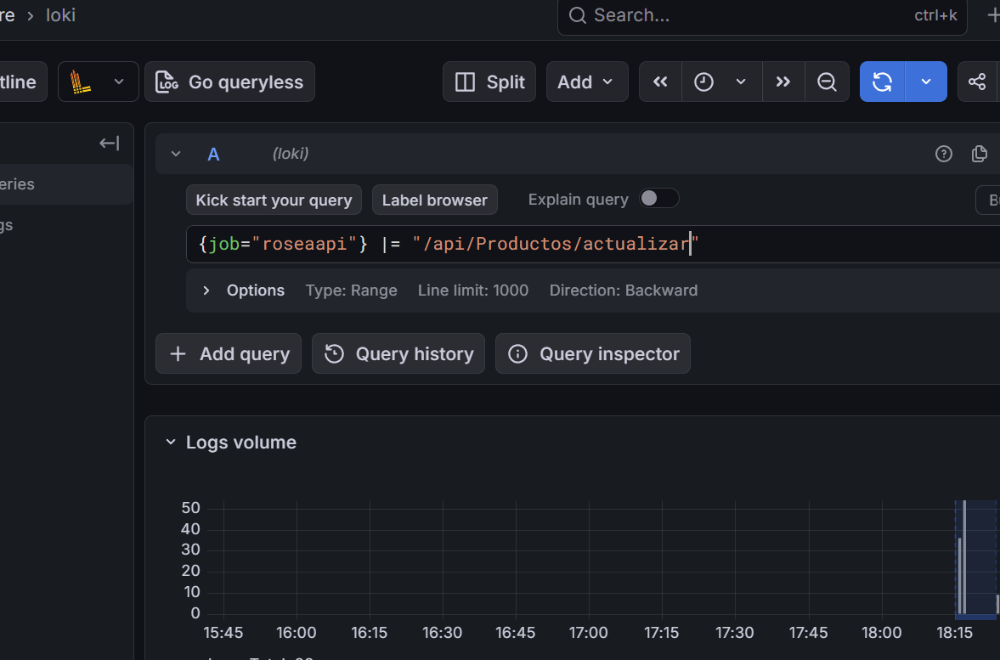 re › loki
Search... ctrl+k
tline
LOG Go queryless
Split
Add
A (loki)
eries
Kick start your query
Label browser
Explain query
gs
{job="roseaapi"} |= "/api/Productos/actualizar"
Options Type: Range Line limit: 1000 Direction: Backward
+ Add query
Query history
Query inspector
Logs volume
50
40
30
20
10
0
15:45 16:00 16:15 16:30 16:45 17:00 17:15 17:30 17:45 18:00 18:15